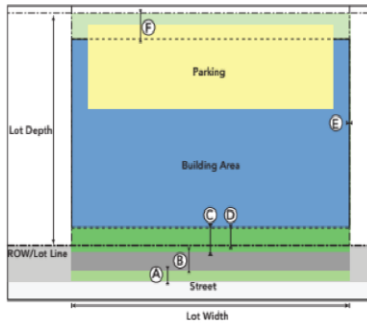 F
Parking
E
Lot Depth
Building Area
C D
ROW/Lot Line
B
A
Street
Lot Width